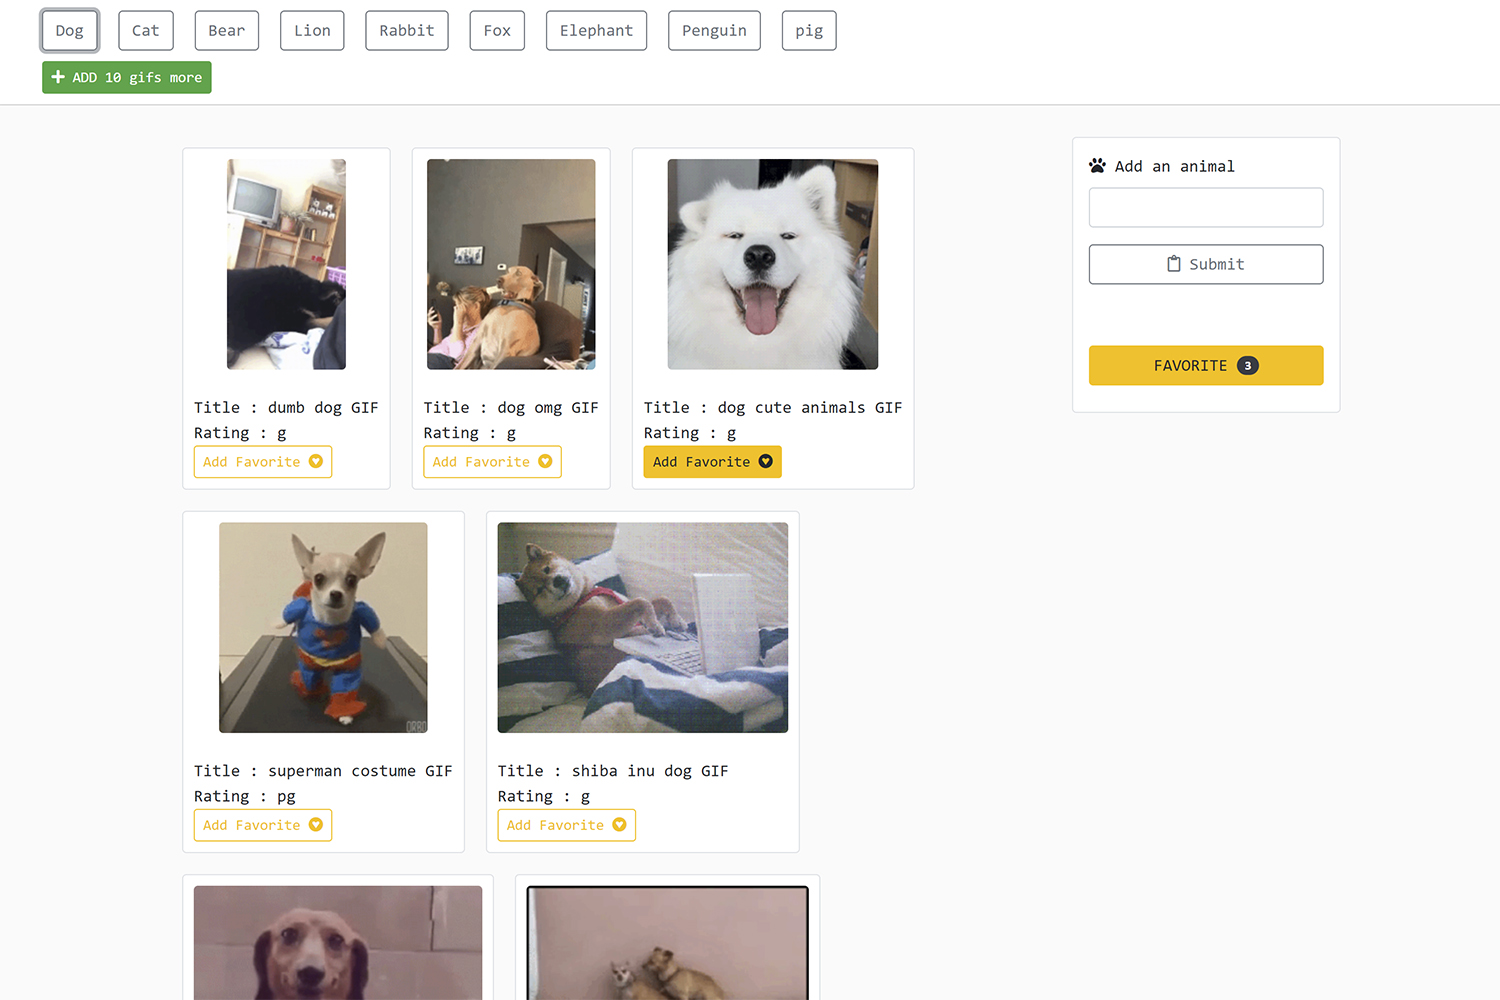 Dog Cat Bear Lion Rabbit Fox Elephant Penguin pig
ADD 10 gifs more
Add an animal
Submit
FAVORITE 3
Title : dumb dog GIF
Rating : g
Add Favorite
Title : dog omg GIF
Rating : g
Add Favorite
Title : dog cute animals GIF
Rating : g
Add Favorite
ORBO
Title : superman costume GIF
Rating : pg
Add Favorite
Title : shiba inu dog GIF
Rating : g
Add Favorite